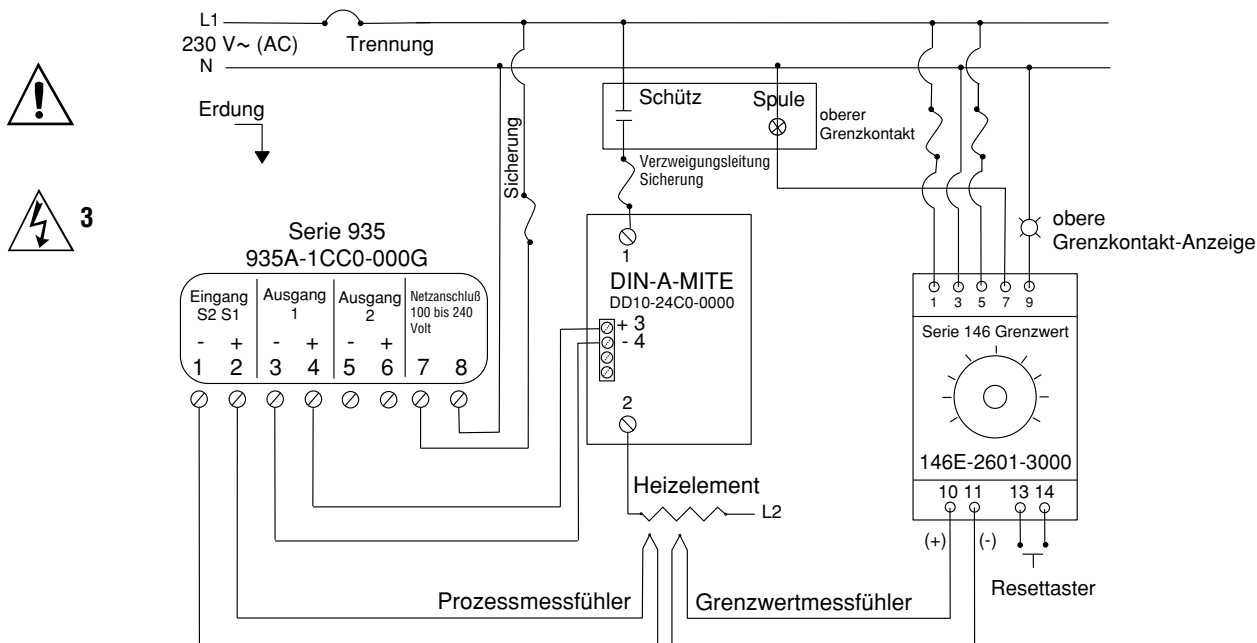 L1
230 V~ (AC)
Trennung
N
Erdung
3
Sicherung
Schütz
Spule
oberer
Grenzkontakt
Verzweigungsleitung
Sicherung
obere
Grenzkontakt-Anzeige
Serie 935
935A-1CC0-000G
Eingang
S2 S1
Ausgang
1
Ausgang
2
Netzanschluß
100 bis 240
Volt
- + - + - +
1 2 3 4 5 6 7 8
1
DIN-A-MITE
DD10-24C0-0000
+ 3
- 4
2
1 3 5 7 9
Serie 146 Grenzwert
146E-2601-3000
10 11 13 14
(+) (-)
Resettaster
Heizelement
L2
Prozessmessfühler
Grenzwertmessfühler